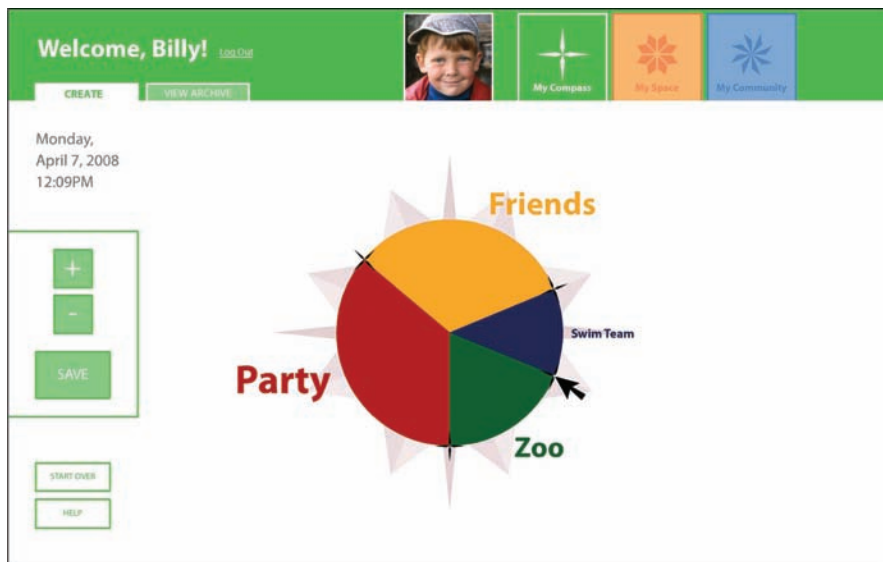 Welcome, Billy! Log Out
CREATE
VIEW ARCHIVE
My Compass
My Space
My Community
Monday,
April 7, 2008
12:09PM
+
-
SAVE
START OVER
HELP
Friends
Swim Team
Party
Zoo